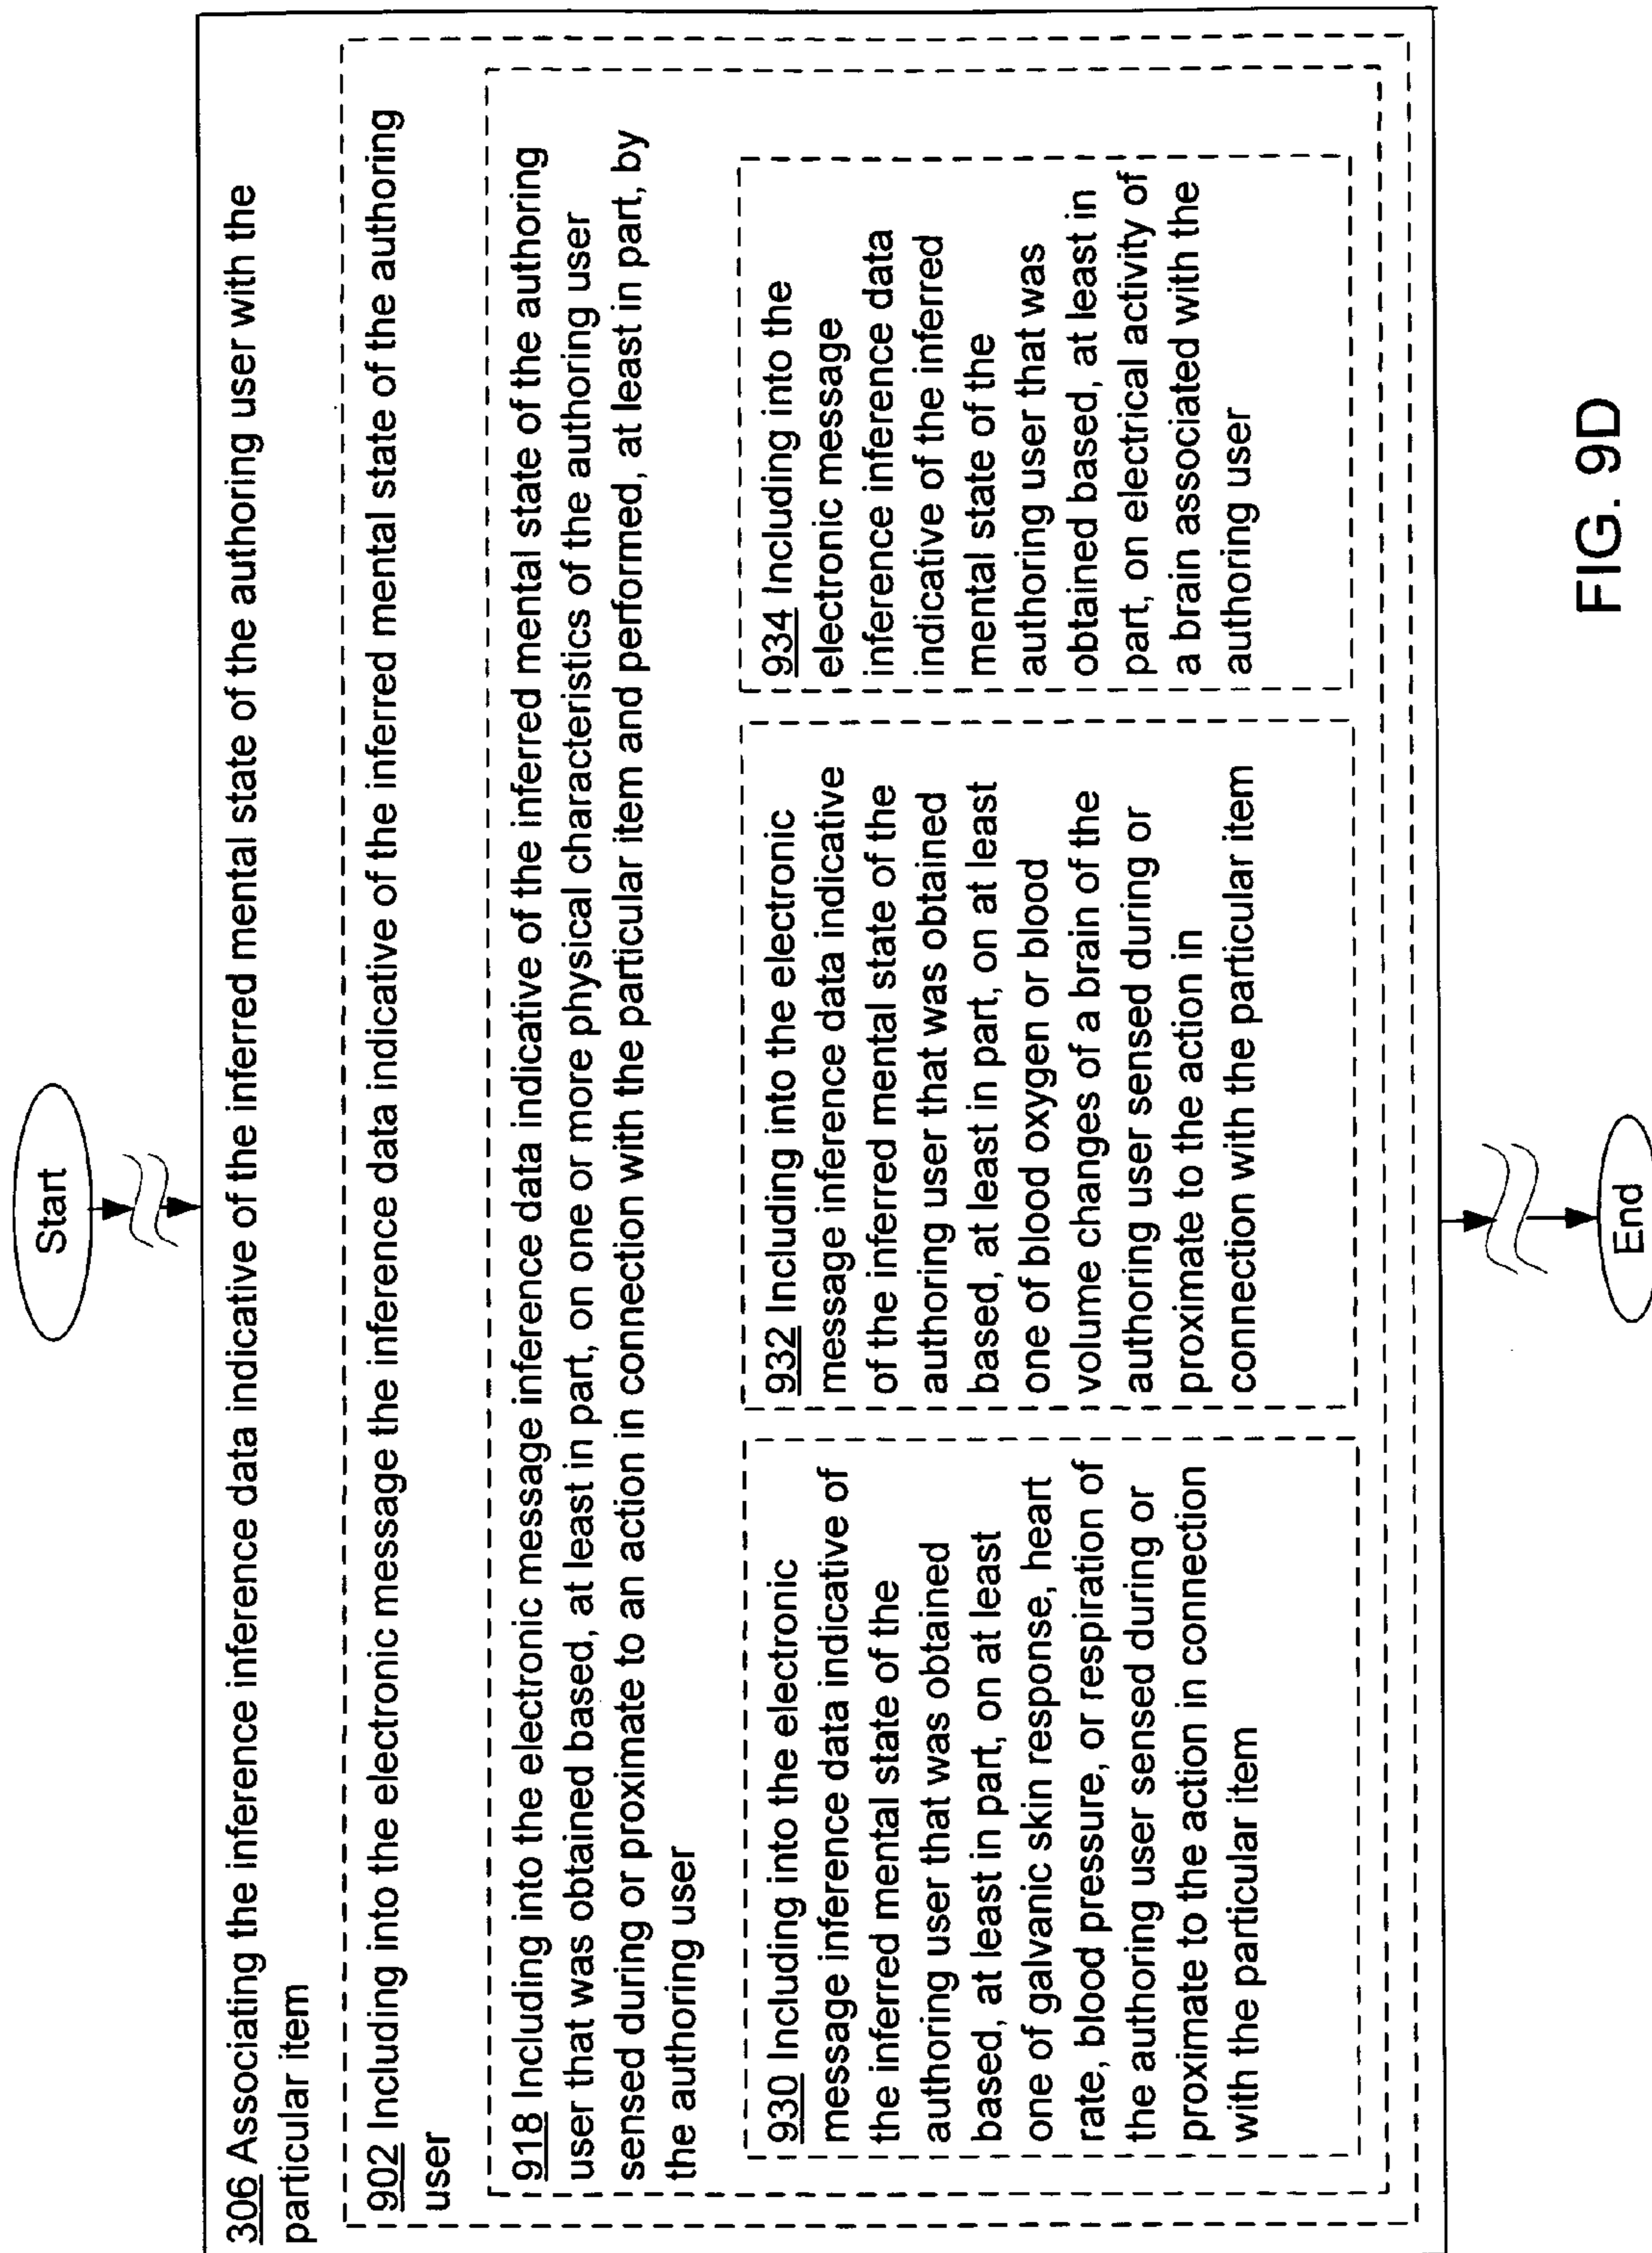 Start
306 Associating the inference inference data indicative of the inferred mental state of the authoring user with the
particular item
902 Including into the electronic message the inference data indicative of the inferred mental state of the authoring
user
918 Including into the electronic message inference data indicative of the inferred mental state of the authoring
user that was obtained based, at least in part, on one or more physical characteristics of the authoring user
sensed during or proximate to an action in connection with the particular item and performed, at least in part, by
the authoring user
930 Including into the electronic
message inference data indicative of
the inferred mental state of the
authoring user that was obtained
based, at least in part, on at least
one of galvanic skin response, heart
rate, blood pressure, or respiration of
the authoring user sensed during or
proximate to the action in connection
with the particular item
932 Including into the electronic
message inference data indicative
of the inferred mental state of the
authoring user that was obtained
based, at least in part, on at least
one of blood oxygen or blood
volume changes of a brain of the
authoring user sensed during or
proximate to the action in
connection with the particular item
934 Including into the
electronic message
inference inference data
indicative of the inferred
mental state of the
authoring user that was
obtained based, at least in
part, on electrical activity of
a brain associated with the
authoring user
End
FIG. 9D